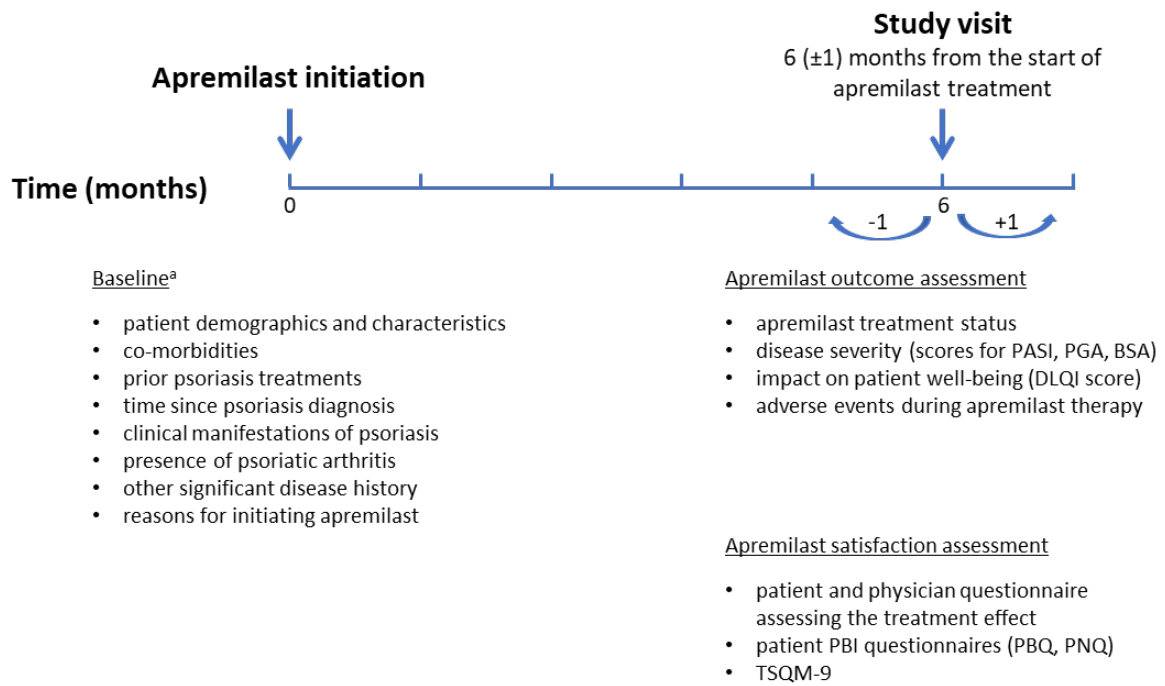 Study visit
6 (±1) months from the start of
apremilast treatment
Apremilast initiation
Time (months)
0
6
-1
+1
Baselineᵃ
• patient demographics and characteristics
• co-morbidities
• prior psoriasis treatments
• time since psoriasis diagnosis
• clinical manifestations of psoriasis
• presence of psoriatic arthritis
• other significant disease history
• reasons for initiating apremilast
Apremilast outcome assessment
• apremilast treatment status
• disease severity (scores for PASI, PGA, BSA)
• impact on patient well-being (DLQI score)
• adverse events during apremilast therapy
Apremilast satisfaction assessment
• patient and physician questionnaire
assessing the treatment effect
• patient PBI questionnaires (PBQ, PNQ)
• TSQM-9